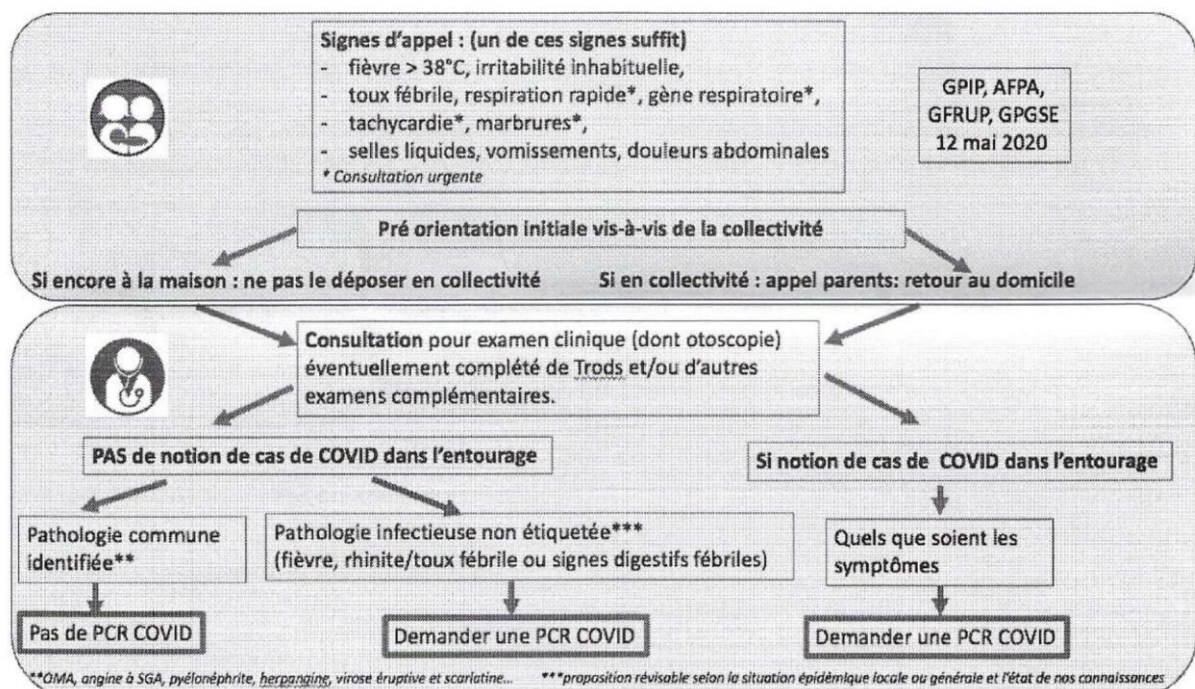 Signes d'appel : (un de ces signes suffit)
- fièvre > 38°C, irritabilité inhabituelle,
- toux fébrile, respiration rapide*, gène respiratoire*,
- tachycardie*, marbrures*,
- selles liquides, vomissements, douleurs abdominales
* Consultation urgente
GPIP, AFPA,
GFRUP, GPGSE
12 mai 2020
Pré orientation initiale vis-à-vis de la collectivité
Si encore à la maison : ne pas le déposer en collectivité
Si en collectivité : appel parents: retour au domicile
Consultation pour examen clinique (dont otoscopie)
éventuellement complété de Trods et/ou d'autres
examens complémentaires.
PAS de notion de cas de COVID dans l'entourage
Si notion de cas de COVID dans l'entourage
Pathologie commune
identifiée**
Pathologie infectieuse non étiquetée***
(fièvre, rhinite/toux fébrile ou signes digestifs fébriles)
Quels que soient les
symptômes
Pas de PCR COVID
Demander une PCR COVID
Demander une PCR COVID
**OMA, angine à SGA, pyélonéphrite, herpangine, virose éruptive et scarlatine...
***proposition révisable selon la situation épidémique locale ou générale et l'état de nos connaissances